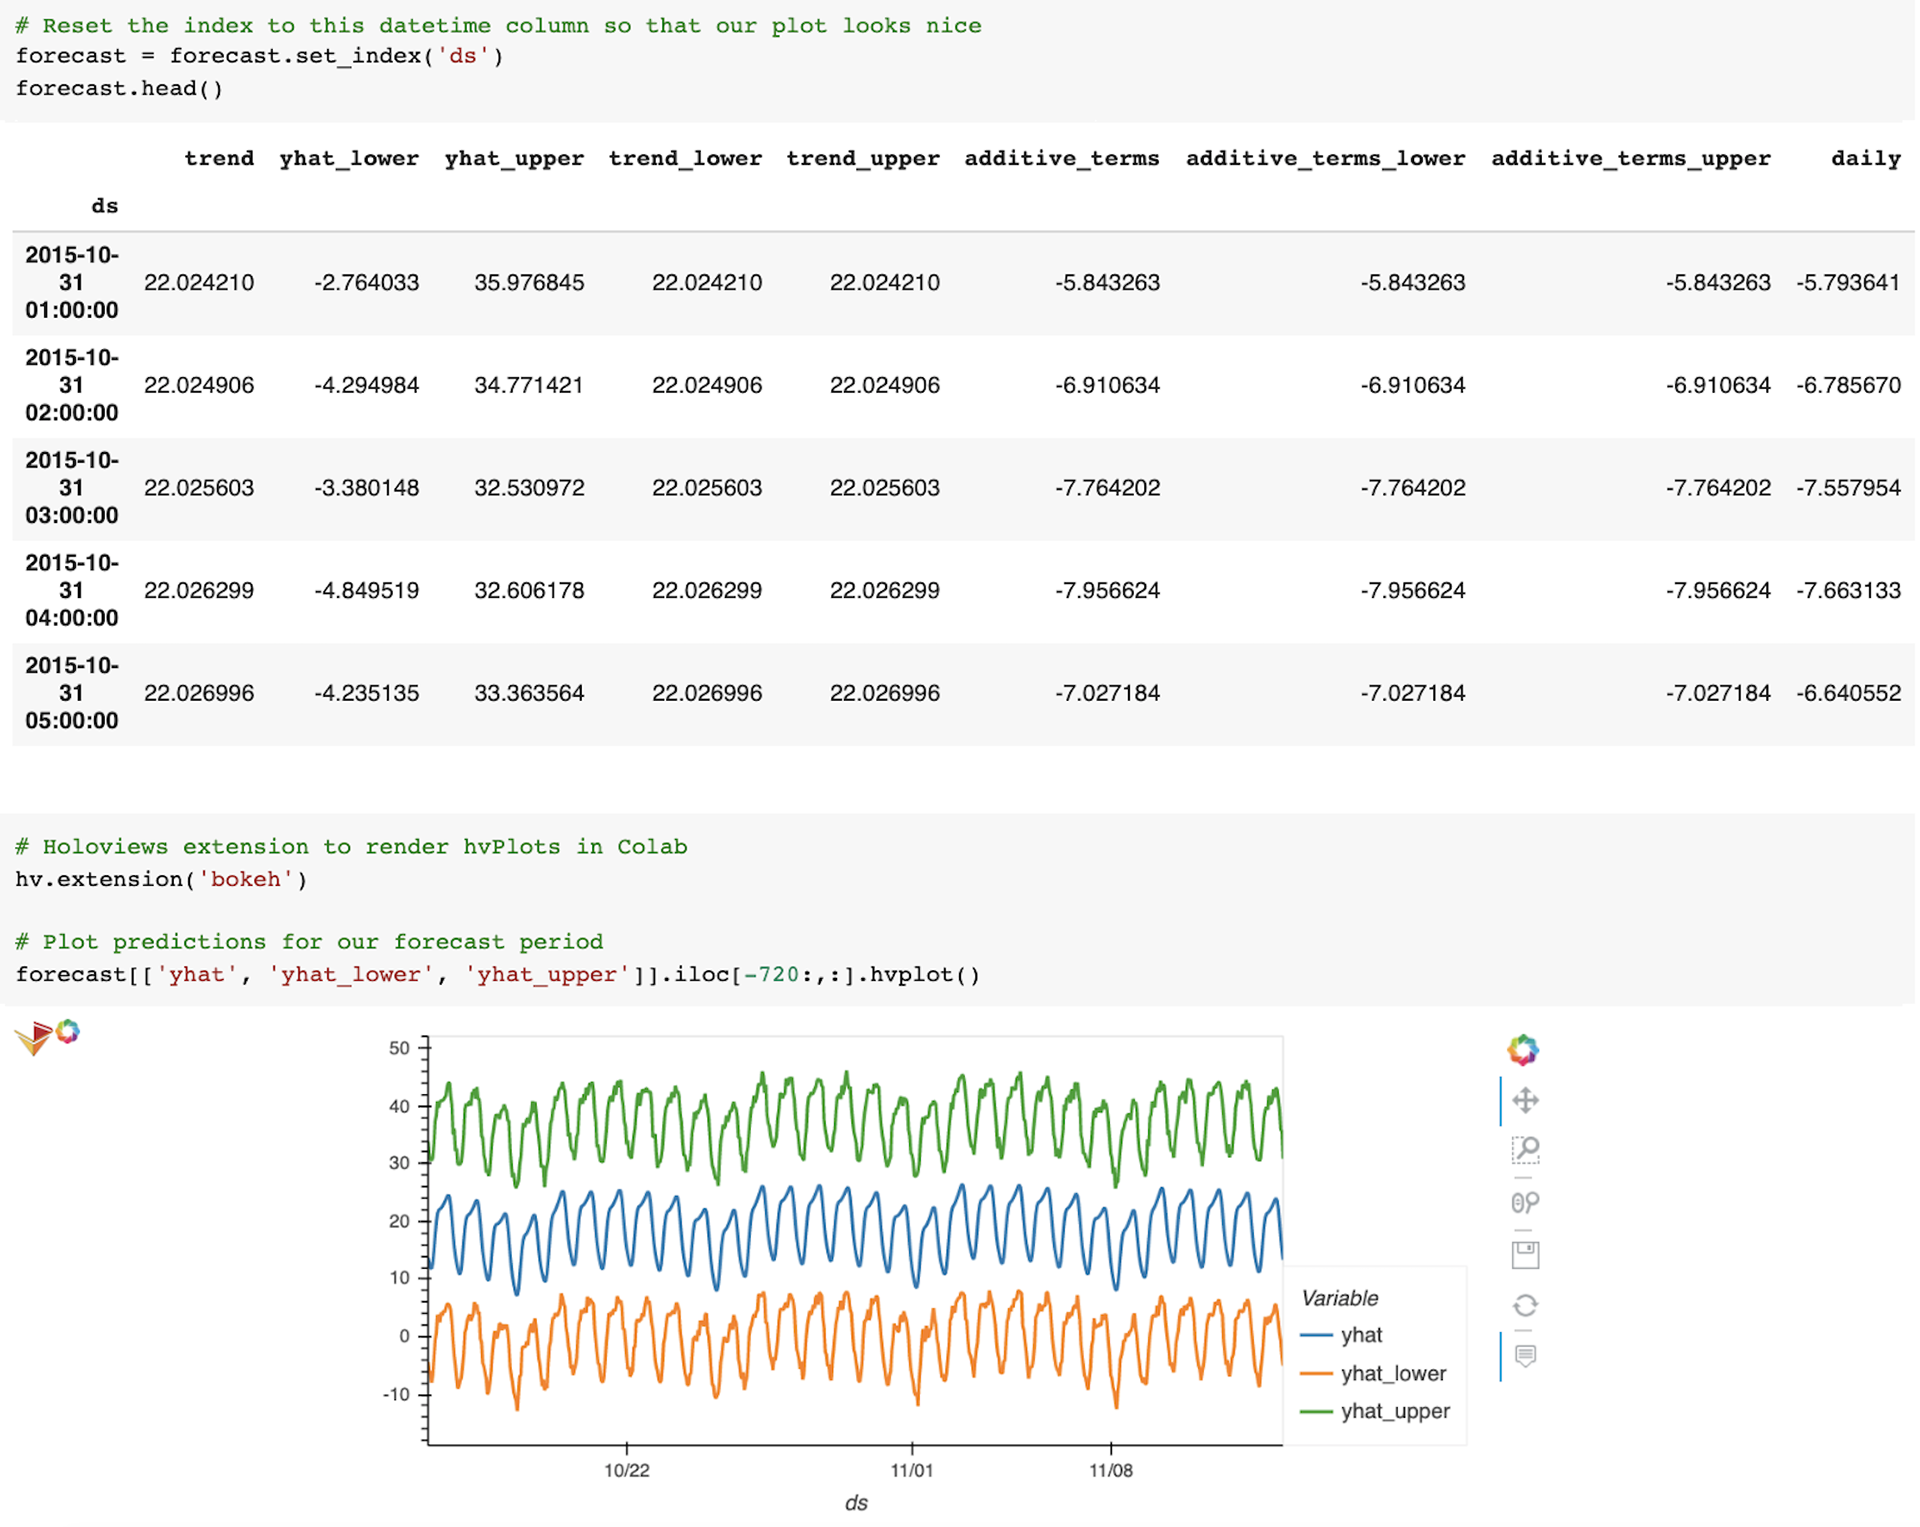 # Reset the index to this datetime column so that our plot looks nice
forecast = forecast.set_index('ds')
forecast.head()
trend yhat_lower yhat_upper trend_lower trend_upper additive_terms additive_terms_lower additive_terms_upper daily
ds
2015-10-
31
01:00:00
22.024210 -2.764033 35.976845 22.024210 22.024210 -5.843263 -5.843263 -5.843263 -5.793641
2015-10-
31
02:00:00
22.024906 -4.294984 34.771421 22.024906 22.024906 -6.910634 -6.910634 -6.910634 -6.785670
2015-10-
31
03:00:00
22.025603 -3.380148 32.530972 22.025603 22.025603 -7.764202 -7.764202 -7.764202 -7.557954
2015-10-
31
04:00:00
22.026299 -4.849519 32.606178 22.026299 22.026299 -7.956624 -7.956624 -7.956624 -7.663133
2015-10-
31
05:00:00
22.026996 -4.235135 33.363564 22.026996 22.026996 -7.027184 -7.027184 -7.027184 -6.640552
# Holoviews extension to render hvPlots in Colab
hv.extension('bokeh')
# Plot predictions for our forecast period
forecast[['yhat', 'yhat_lower', 'yhat_upper']].iloc[-720:,:].hvplot()
50
40
30
20
10
0
-10
10/22 11/01 11/08
ds
Variable
yhat
yhat_lower
yhat_upper